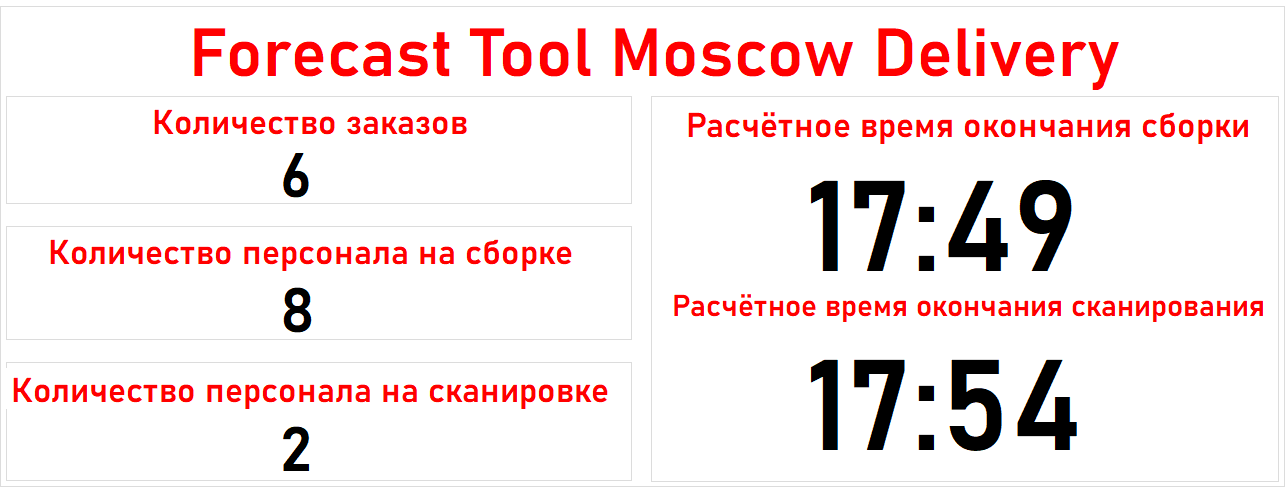 Forecast Tool Moscow Delivery
Количество заказов
6
Количество персонала на сборке
8
Количество персонала на сканировке
2
Расчётное время окончания сборки
17:49
Расчётное время окончания сканирования
17:54